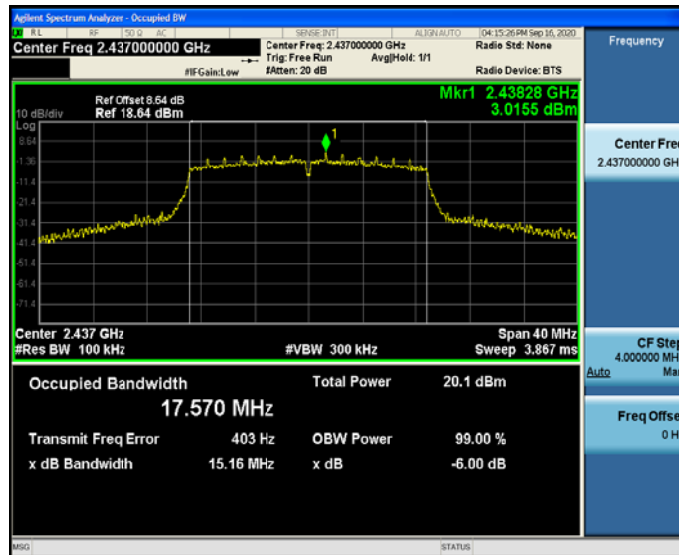 Agilent Spectrum Analyzer - Occupied BW
RL RF 50 Ω AC SENSE:INT ALIGNAUTO 04:15:26 PM Sep 16, 2020
Center Freq 2.437000000 GHz
Center Freq: 2.437000000 GHz
Radio Std: None
Trig: Free Run Avg|Hold: 1/1
#IFGain:Low #Atten: 20 dB Radio Device: BTS
Mkr1 2.43828 GHz
3.0155 dBm
Ref Offset 8.64 dB
10 dB/div Ref 18.64 dBm
Log
8.64
1
-1.36
-11.4
-21.4
-31.4
-41.4
-51.4
-61.4
-71.4
Center 2.437 GHz Span 40 MHz
#Res BW 100 kHz #VBW 300 kHz Sweep 3.867 ms
Occupied Bandwidth Total Power 20.1 dBm
17.570 MHz
Transmit Freq Error 403 Hz OBW Power 99.00 %
x dB Bandwidth 15.16 MHz x dB -6.00 dB
MSG STATUS
Frequency
Center Fre
2.437000000 GH
CF Step
4.000000 MH
Auto Ma
Freq Offse
0 H